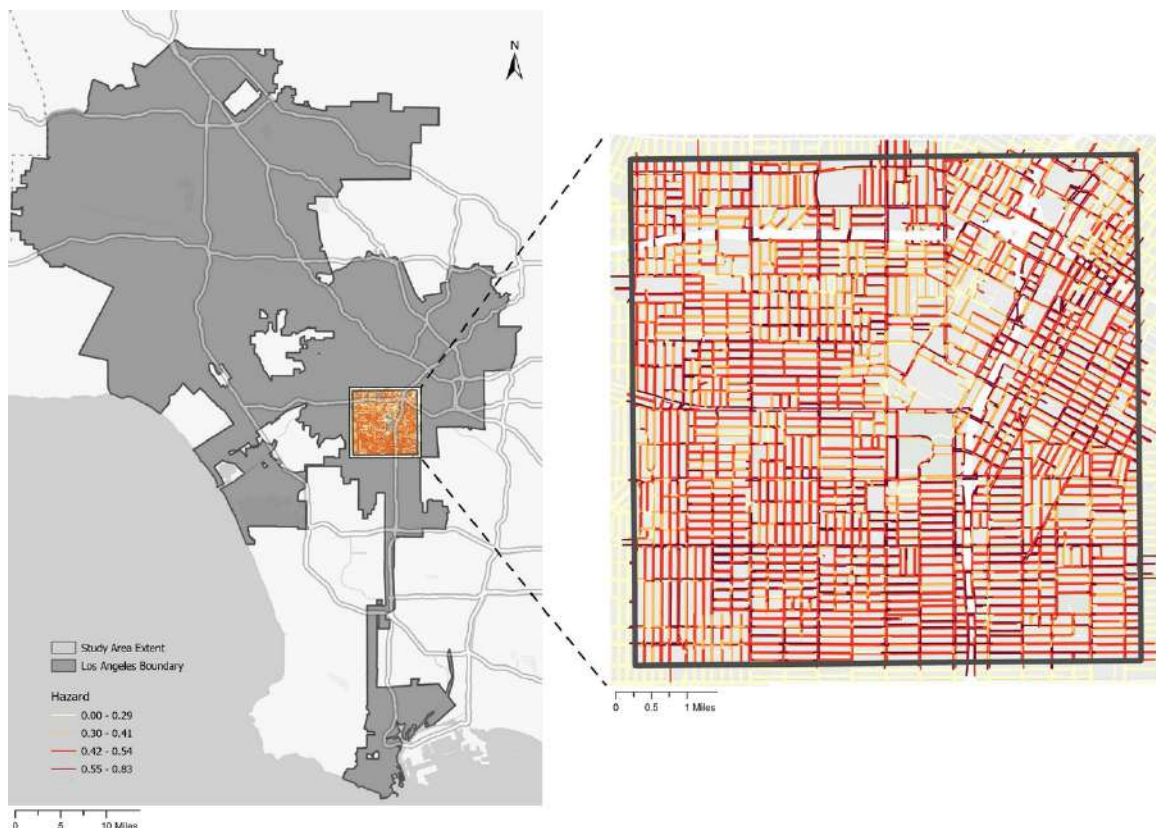 N
Study Area Extent
Los Angeles Boundary
Hazard
0.00 - 0.29
0.30 - 0.41
0.42 - 0.54
0.55 - 0.83
0 5 10 Miles
0 0.5 1 Miles